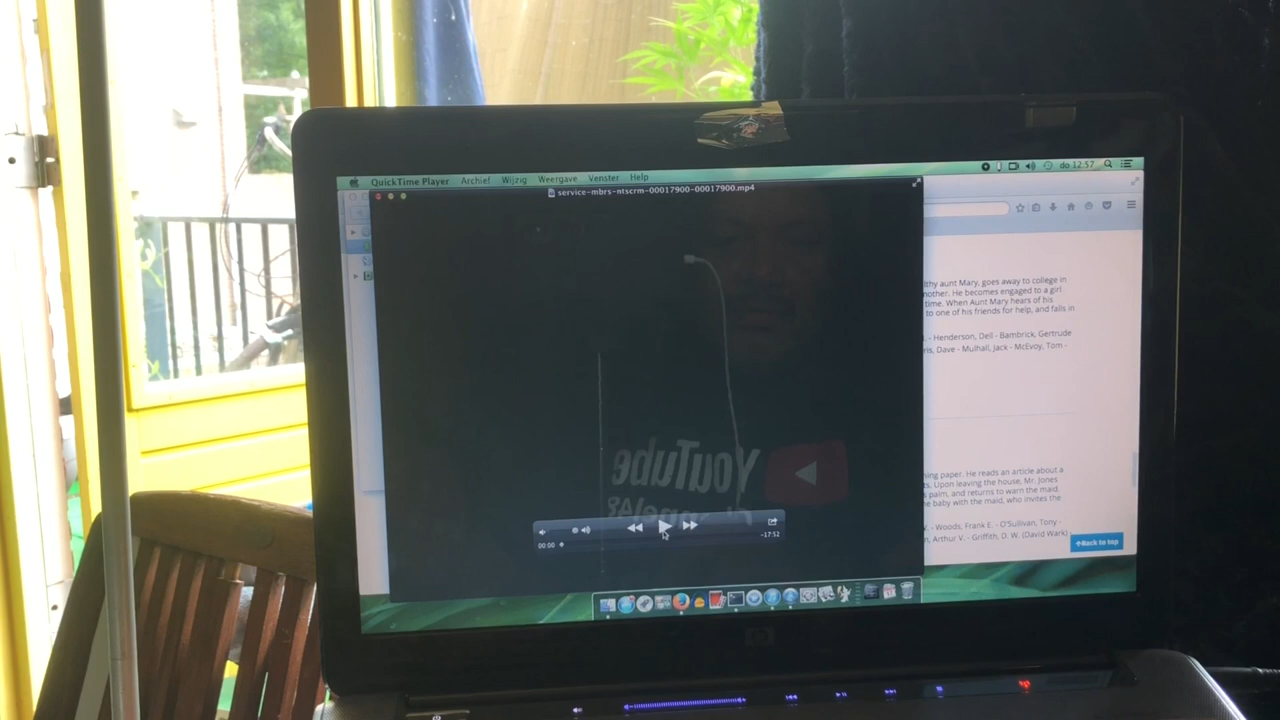 QuickTime Player Archief Wijzig Weergave Venster Help
do 12:57
service-mbrs-ntscrm-00017900-00017900.mp4
lthy aunt Mary, goes away to college in
nother. He becomes engaged to a girl
time. When Aunt Mary hears of his
to one of his friends for help, and falls in
- Henderson, Dell - Bambrick, Gertrude
ris, Dave - Mulhall, Jack - McEvoy, Tom -
YouTube
ning paper. He reads an article about a
ts. Upon leaving the house, Mr. Jones
s palm, and returns to warn the maid.
he baby with the maid, who invites the
- Woods, Frank E. - O'Sullivan, Tony -
n, Arthur V. - Griffith, D. W. (David Wark)
Back to top
00:00
-17:52
hp